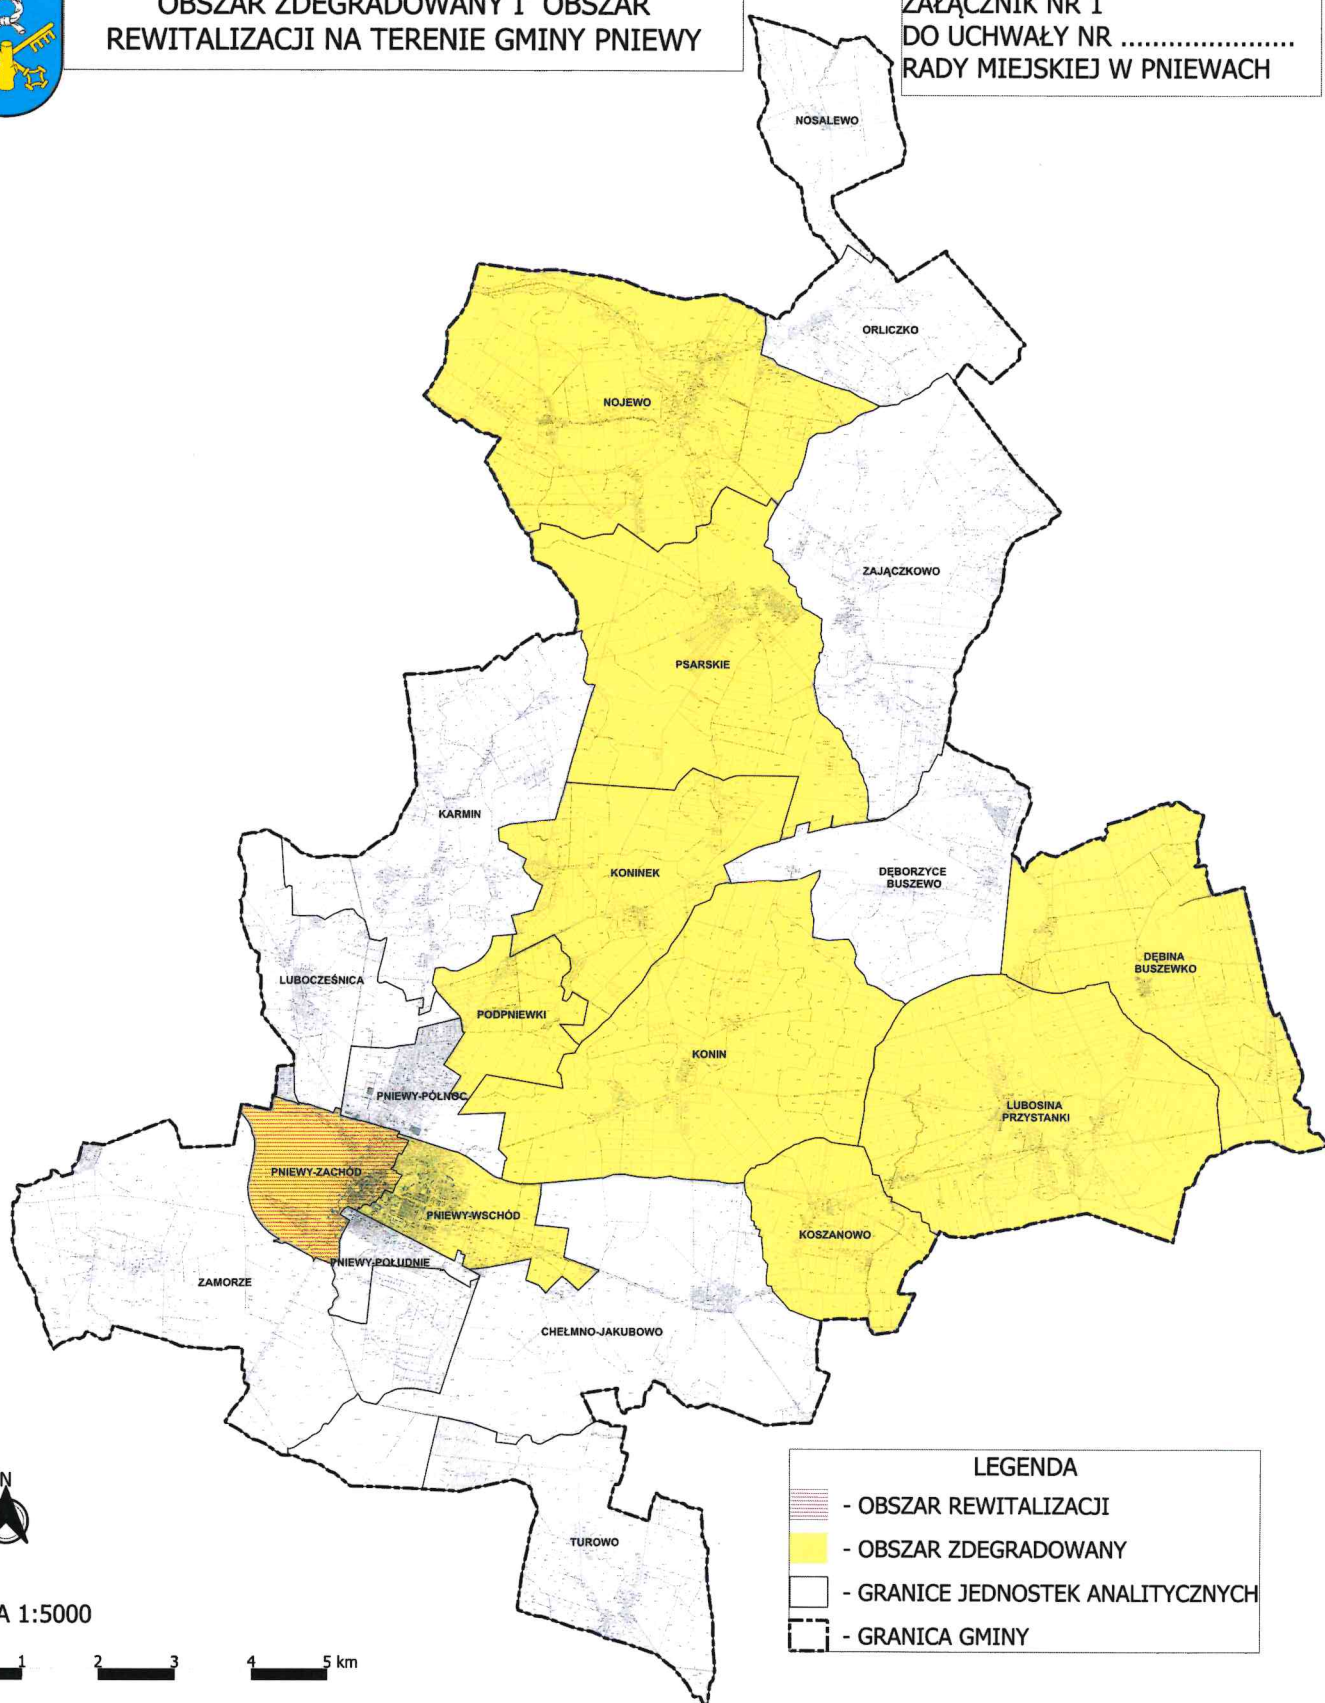 OBSZAR ZDEGRADOWANY I OBSZAR
REWITALIZACJI NA TERENIE GMINY PNIEWY
ZAŁĄCZNIK NR 1
DO UCHWAŁY NR ......................
RADY MIEJSKIEJ W PNIEWACH
NOSALEWO
ORLICZKO
NOJEWO
ZAJĄCZKOWO
PSARSKIE
KARMIN
KONINEK
DĘBORZYCE
BUSZEWO
DĘBINA
BUSZEWKO
LUBOCZEŚNICA
PODPNIEWKI
KONIN
PNIEWY-PÓŁNOC
LUBOSINA
PRZYSTANKI
PNIEWY-ZACHÓD
PNIEWY-WSCHÓD
KOSZANOWO
PNIEWY-POŁUDNIE
ZAMORZE
CHEŁMNO-JAKUBOWO
TUROWO
LEGENDA
- OBSZAR REWITALIZACJI
- OBSZAR ZDEGRADOWANY
- GRANICE JEDNOSTEK ANALITYCZNYCH
- GRANICA GMINY
N
A 1:5000
1 2 3 4 5 km